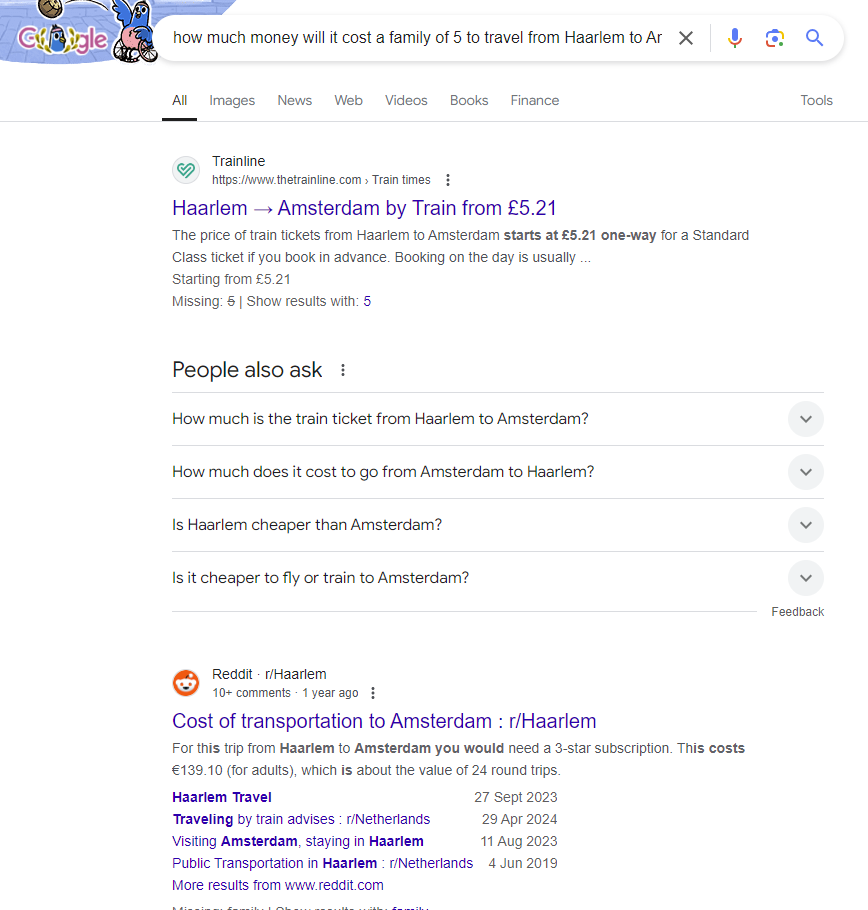 Google
how much money will it cost a family of 5 to travel from Haarlem to Ar
All Images News Web Videos Books Finance Tools
Trainline
https://www.thetrainline.com › Train times
Haarlem → Amsterdam by Train from £5.21
The price of train tickets from Haarlem to Amsterdam starts at £5.21 one-way for a Standard
Class ticket if you book in advance. Booking on the day is usually ...
Starting from £5.21
Missing: 5 | Show results with: 5
People also ask
How much is the train ticket from Haarlem to Amsterdam?
How much does it cost to go from Amsterdam to Haarlem?
Is Haarlem cheaper than Amsterdam?
Is it cheaper to fly or train to Amsterdam?
Feedback
Reddit · r/Haarlem
10+ comments · 1 year ago
Cost of transportation to Amsterdam : r/Haarlem
For this trip from Haarlem to Amsterdam you would need a 3-star subscription. This costs
€139.10 (for adults), which is about the value of 24 round trips.
Haarlem Travel 27 Sept 2023
Traveling by train advises : r/Netherlands 29 Apr 2024
Visiting Amsterdam, staying in Haarlem 11 Aug 2023
Public Transportation in Haarlem : r/Netherlands 4 Jun 2019
More results from www.reddit.com
Missing: family | Show results with: family